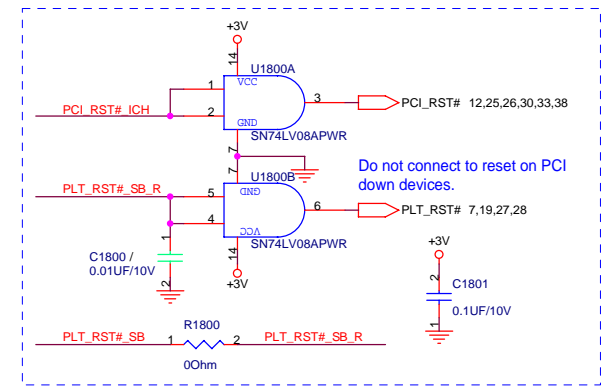 +3V
14
U1800A
VCC
1
3
PCI_RST# 12,25,26,30,33,38
PCI_RST#_ICH
2
GND
SN74LV08APWR
7
7
U1800B
Do not connect to reset on PCI
down devices.
PLT_RST#_SB_R
5
GND
6
PLT_RST# 7,19,27,28
4
VCC
SN74LV08APWR
1
14
C1800 /
0.01UF/10V
2
+3V
+3V
2
C1801
0.1UF/10V
1
R1800
PLT_RST#_SB
1
2
PLT_RST#_SB_R
0Ohm